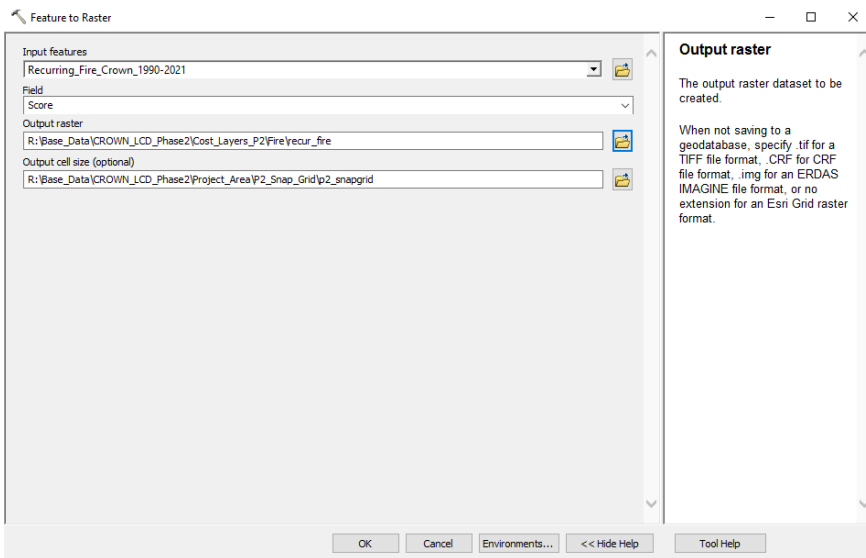 Feature to Raster
Input features
Recurring_Fire_Crown_1990-2021
Field
Score
Output raster
R:\Base_Data\CROWN_LCD_Phase2\Cost_Layers_P2\Fire\recur_fire
Output cell size (optional)
R:\Base_Data\CROWN_LCD_Phase2\Project_Area\P2_Snap_Grid\p2_snapgrid
Output raster
The output raster dataset to be
created.
When not saving to a
geodatabase, specify .tif for a
TIFF file format, .CRF for CRF
file format, .img for an ERDAS
IMAGINE file format, or no
extension for an Esri Grid raster
format.
OK
Cancel
Environments...
<< Hide Help
Tool Help